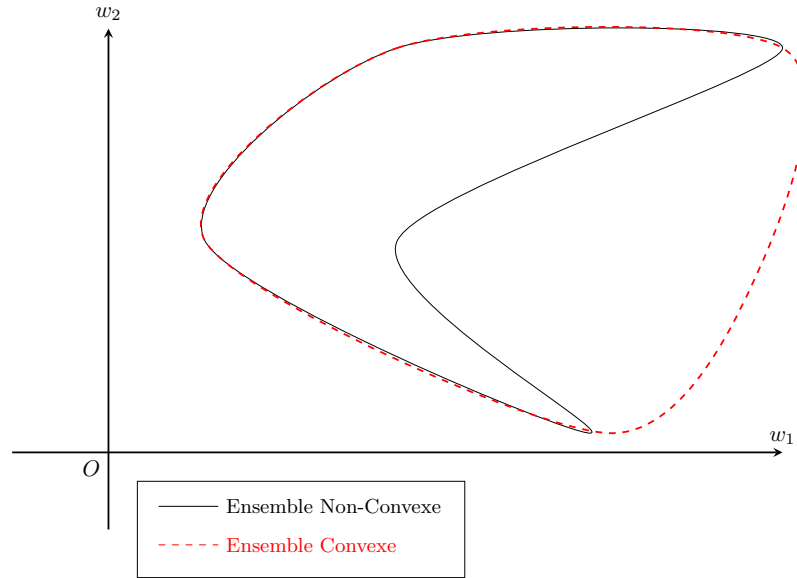 w₂
w₁
O
Ensemble Non-Convexe
Ensemble Convexe